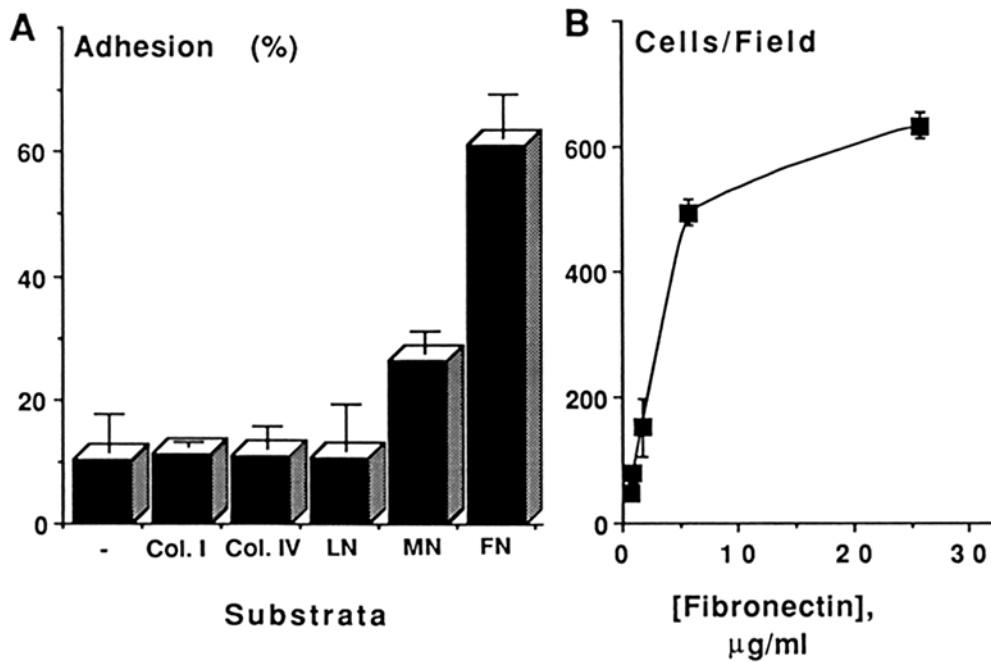 A
Adhesion (%)
60
40
20
0
- Col. I Col. IV LN MN FN
Substrata
B
Cells/Field
600
400
200
0
0 10 20 30
[Fibronectin],
μg/ml